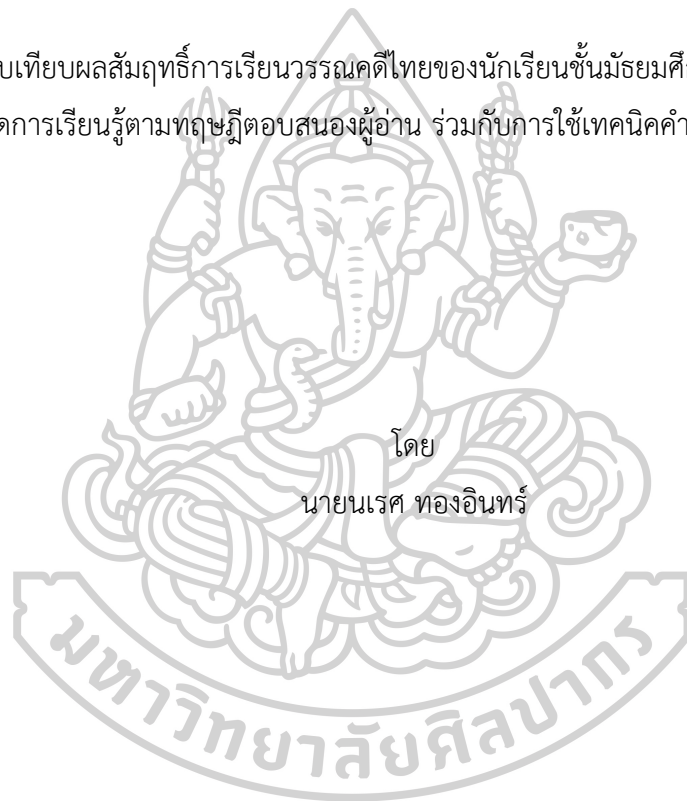 บเทียบผลสัมฤทธิ์การเรียนวรรณคดีไทยของนักเรียนชั้นมัธยมศึ
ดการเรียนรู้ตามทฤษฎีตอบสนองผู้อ่าน ร่วมกับการใช้เทคนิคคำ
โดย
นายนเรศ ทองอินทร์
มหาวิทยาลัยศิลปากร